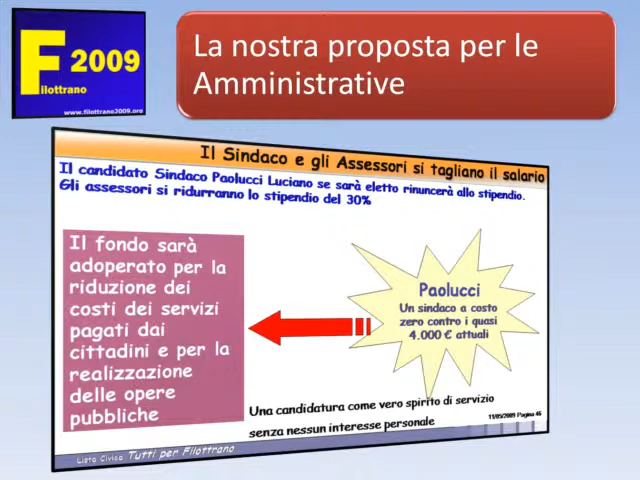 F 2009
ilottrano
www.filottrano2009.org
La nostra proposta per le
Amministrative
Il Sindaco e gli Assessori si tagliano il salario
Il candidato Sindaco Paolucci Luciano se sarà eletto rinuncerà allo stipendio.
Gli assessori si ridurranno lo stipendio del 30%
Il fondo sarà
adoperato per la
riduzione dei
costi dei servizi
pagati dai
cittadini e per la
realizzazione
delle opere
pubbliche
Paolucci
Un sindaco a costo
zero contro i quasi
4.000 € attuali
Una candidatura come vero spirito di servizio
senza nessun interesse personale
11/05/2009 Pagina 46
Lista Civica Tutti per Filottrano